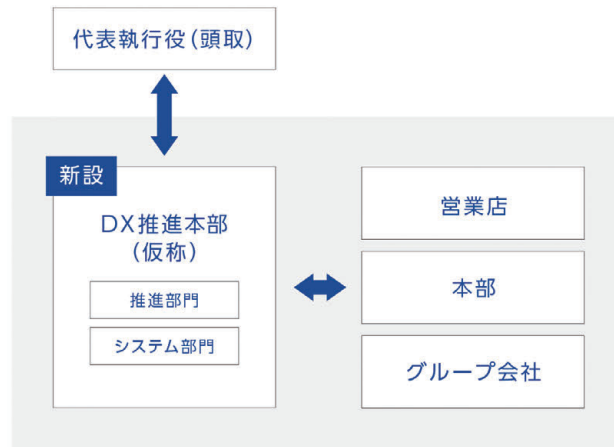 代表執行役(頭取)
新設
DX推進本部
(仮称)
推進部門
システム部門
営業店
本部
グループ会社